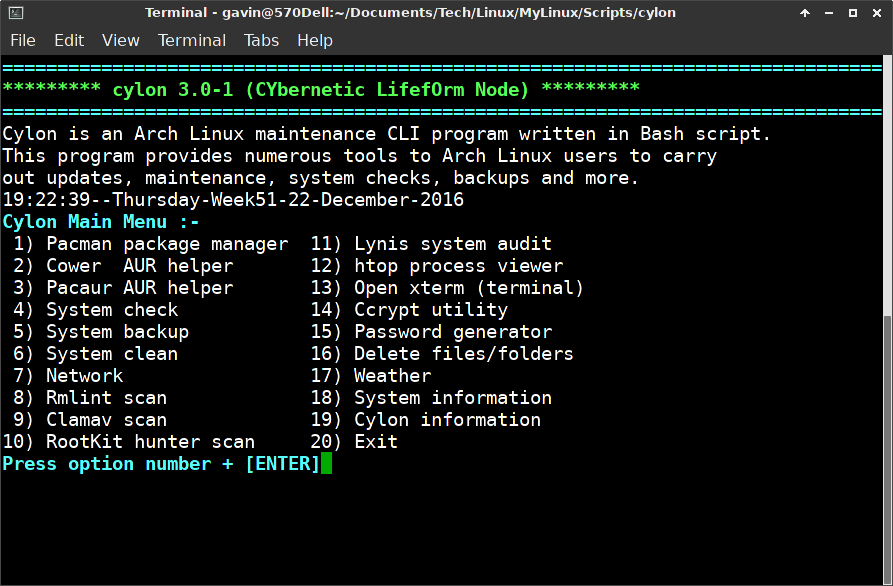 Terminal - gavin@570Dell:~/Documents/Tech/Linux/MyLinux/Scripts/cylon
File Edit View Terminal Tabs Help
================================================================================
********* cylon 3.0-1 (CYbernetic LifefOrm Node) *********
================================================================================
Cylon is an Arch Linux maintenance CLI program written in Bash script.
This program provides numerous tools to Arch Linux users to carry
out updates, maintenance, system checks, backups and more.
19:22:39--Thursday-Week51-22-December-2016
Cylon Main Menu :-
 1) Pacman package manager  11) Lynis system audit
 2) Cower  AUR helper       12) htop process viewer
 3) Pacaur AUR helper       13) Open xterm (terminal)
 4) System check            14) Ccrypt utility
 5) System backup           15) Password generator
 6) System clean            16) Delete files/folders
 7) Network                 17) Weather
 8) Rmlint scan             18) System information
 9) Clamav scan             19) Cylon information
10) RootKit hunter scan     20) Exit
Press option number + [ENTER]